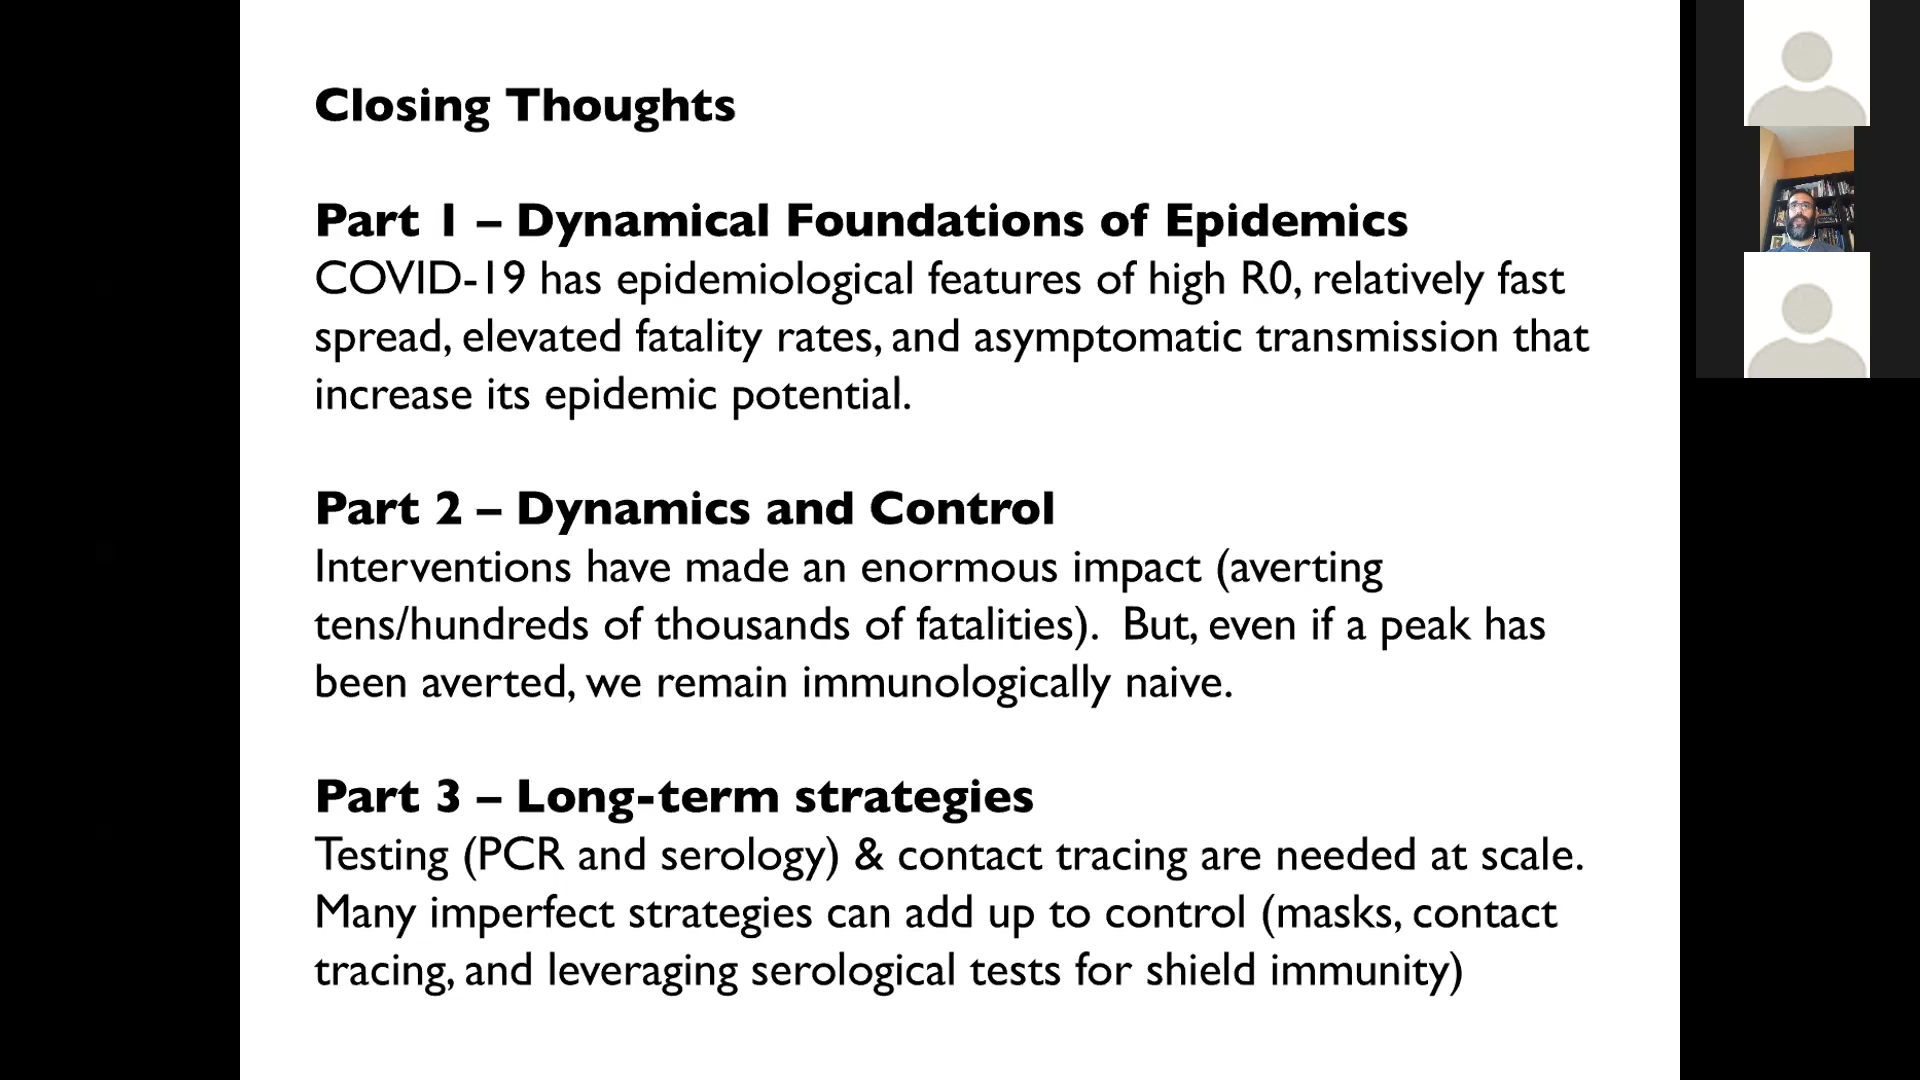 Closing Thoughts
Part 1 – Dynamical Foundations of Epidemics
COVID-19 has epidemiological features of high R0, relatively fast
spread, elevated fatality rates, and asymptomatic transmission that
increase its epidemic potential.
Part 2 – Dynamics and Control
Interventions have made an enormous impact (averting
tens/hundreds of thousands of fatalities).  But, even if a peak has
been averted, we remain immunologically naive.
Part 3 – Long-term strategies
Testing (PCR and serology) & contact tracing are needed at scale.
Many imperfect strategies can add up to control (masks, contact
tracing, and leveraging serological tests for shield immunity)